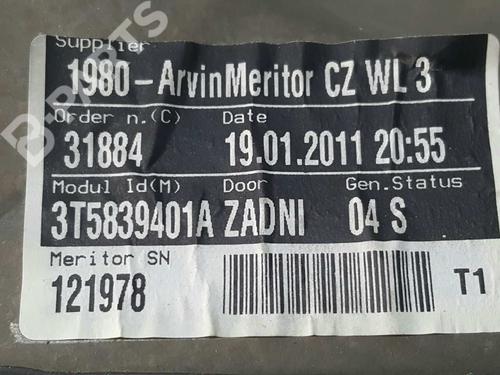 Supplier
1980-ArvinMeritor CZ WL 3
Order n.(C) Date
31884 19.01.2011 20:55
Modul Id(M) Door Gen.Status
3T5839401A ZADNI 04 S
Meritor SN
121978 T1
B-PARTS